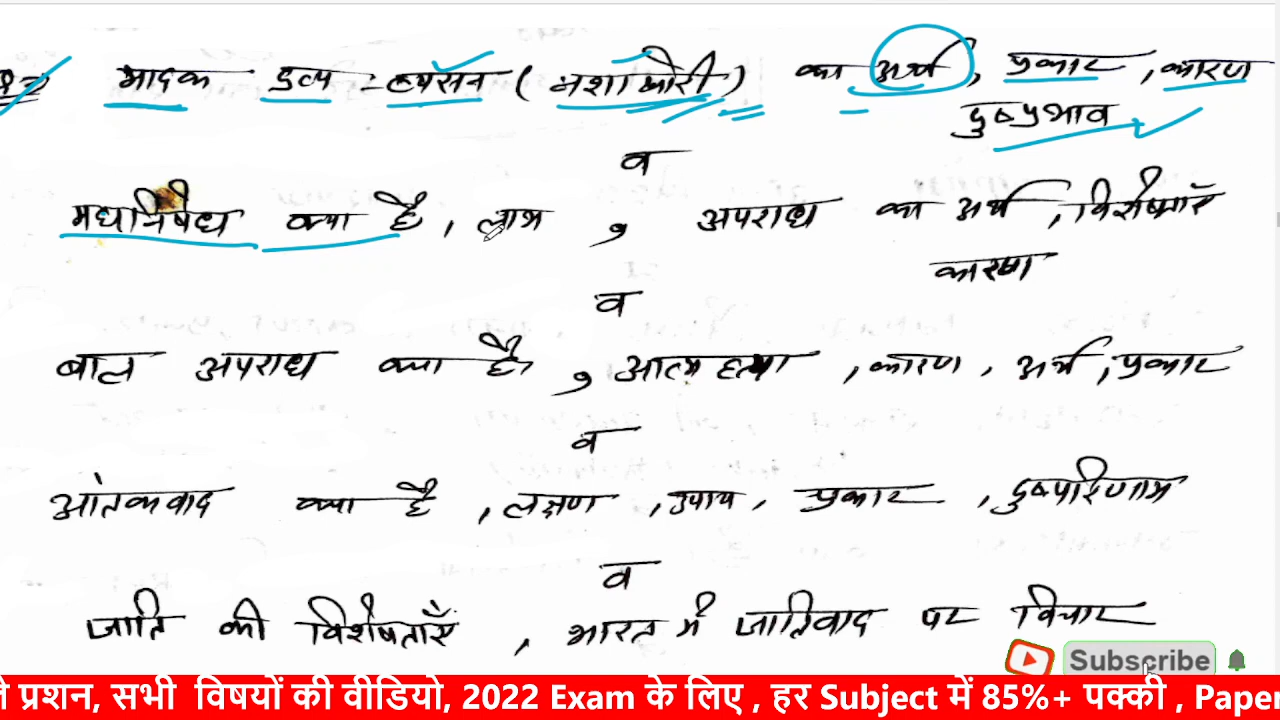 प्रश्न मादक द्रव्य - व्यसन ( नशाखोरी ) का अर्थ, प्रकार, कारण
दुष्प्रभाव
व
मद्यनिषेध क्या है, लाभ, अपराध का अर्थ, विशेषताएँ
कारण
व
बाल अपराध क्या है, आत्महत्या, कारण, अर्थ, प्रकार
व
आंतकवाद क्या है, लक्षण, उपाय, प्रकार, दुष्परिणाम
व
जाति की विशेषताएँ, भारत में जातिवाद पर विचार
Subscribe
प्रशन, सभी विषयों की वीडियो, 2022 Exam के लिए , हर Subject में 85%+ पक्की , Paper